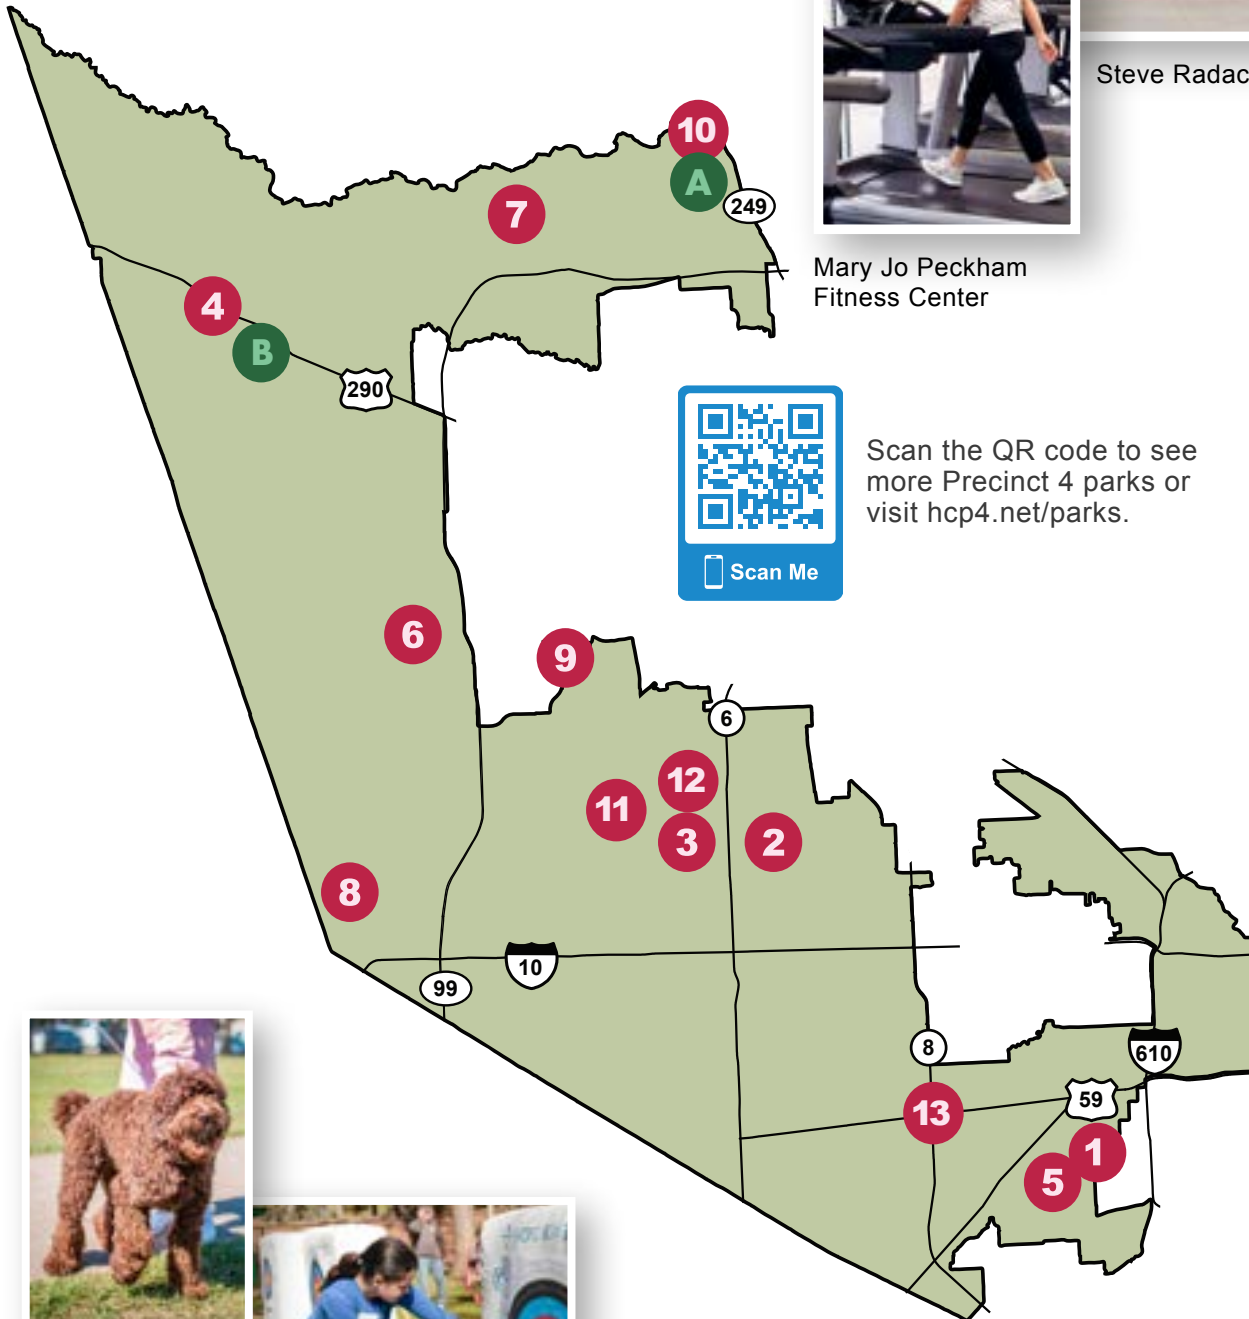 Steve Radac
10
A
7
249
Mary Jo Peckham
Fitness Center
4
B
290
Scan the QR code to see
more Precinct 4 parks or
visit hcp4.net/parks.
Scan Me
6
9
6
12
11
3
2
8
10
99
8
610
59
13
1
5